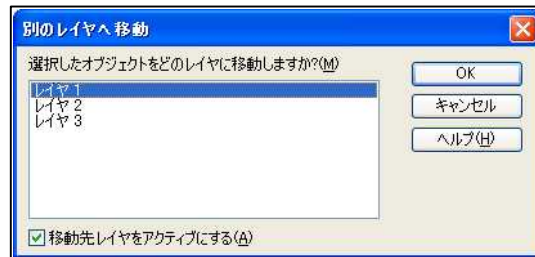 別のレイヤへ移動
選択したオブジェクトをどのレイヤに移動しますか?(M)
レイヤ 1
レイヤ 2
レイヤ 3
OK
キャンセル
ヘルプ(H)
移動先レイヤをアクティブにする(A)